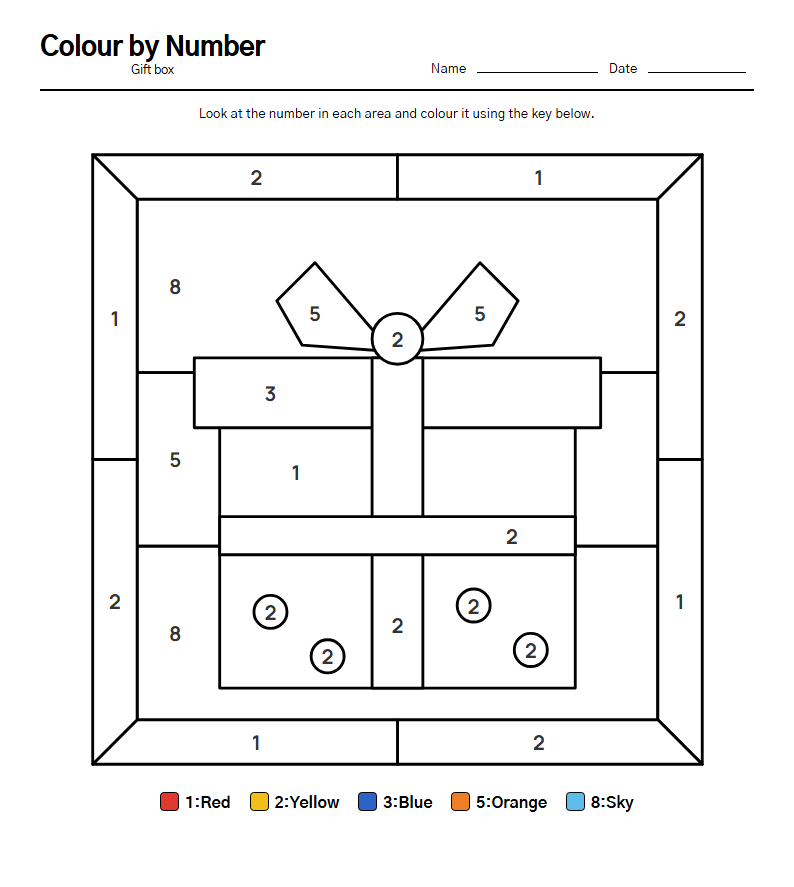 Colour by Number
Gift box
Name
Date
Look at the number in each area and colour it using the key below.
2 1
8
1 5 5 2
2
3
5 1
2
2 2 2 2 1
8 2 2
1 2
1:Red 2:Yellow 3:Blue 5:Orange 8:Sky